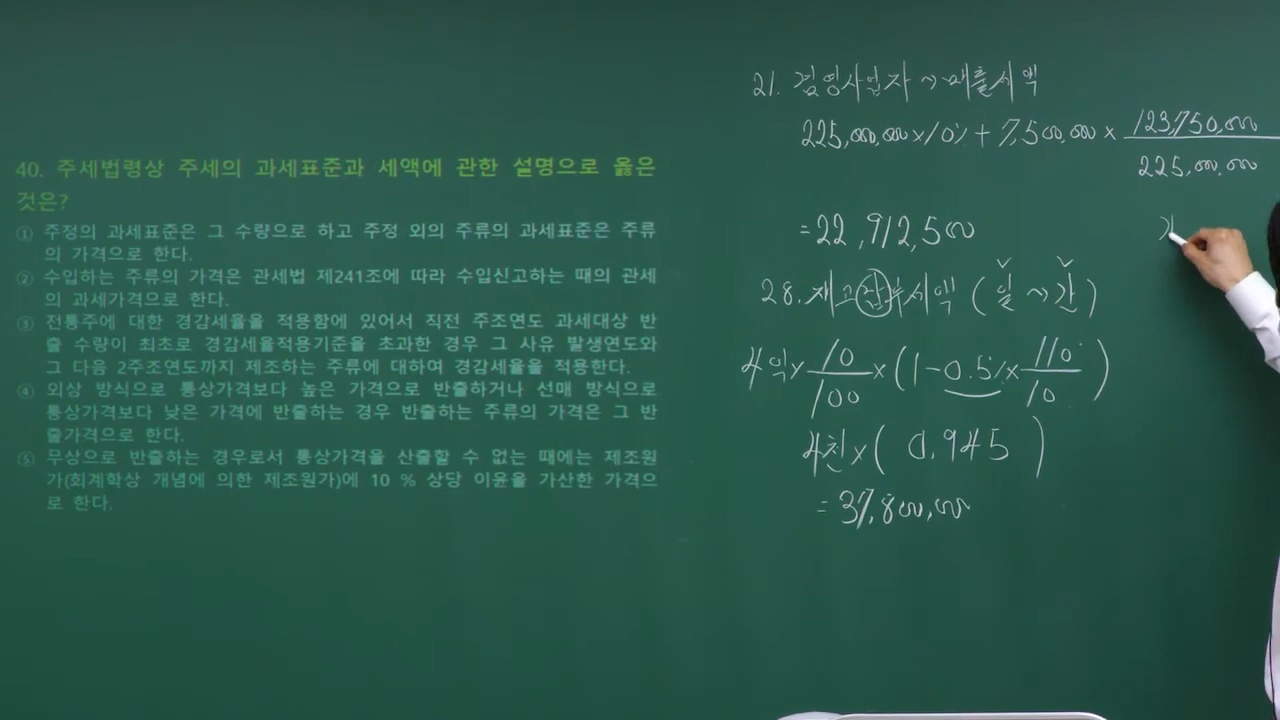 40. 주세법령상 주세의 과세표준과 세액에 관한 설명으로 옳은
것은?
① 주정의 과세표준은 그 수량으로 하고 주정 외의 주류의 과세표준은 주류
의 가격으로 한다.
② 수입하는 주류의 가격은 관세법 제241조에 따라 수입신고하는 때의 관세
의 과세가격으로 한다.
③ 전통주에 대한 경감세율을 적용함에 있어서 직전 주조연도 과세대상 반
출 수량이 최초로 경감세율적용기준을 초과한 경우 그 사유 발생연도와
그 다음 2주조연도까지 제조하는 주류에 대하여 경감세율을 적용한다.
④ 외상 방식으로 통상가격보다 높은 가격으로 반출하거나 선매 방식으로
통상가격보다 낮은 가격에 반출하는 경우 반출하는 주류의 가격은 그 반
출가격으로 한다.
⑤ 무상으로 반출하는 경우로서 통상가격을 산출할 수 없는 때에는 제조원
가(회계학상 개념에 의한 제조원가)에 10 % 상당 이윤을 가산한 가격으
로 한다.
21. 겸영사업자 ~ 매출세액
225,000,000 × 10% + 7,500,000 × 123,750,000
225,000,000
= 22,912,500
28. 재고납부세액 (일 ~ 간)
4억 × 10/100 × (1 - 0.5% × 110/10)
4천 × ( 0.945 )
= 37,800,000